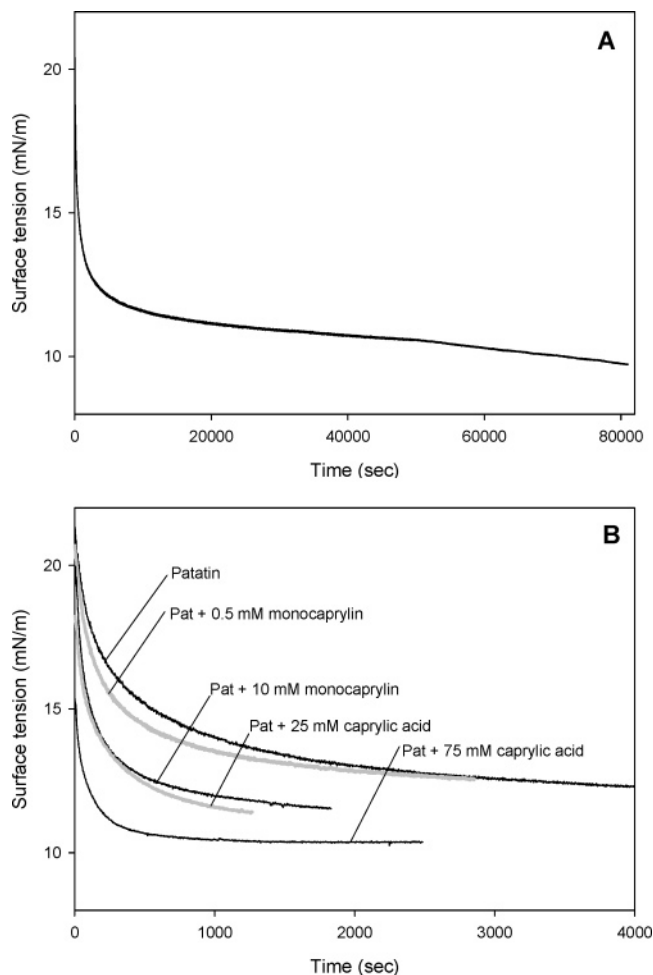 A
20
15
10
Surface tension (mN/m)
0 20000 40000 60000 80000
Time (sec)
B
20
15
10
Surface tension (mN/m)
Patatin
Pat + 0.5 mM monocaprylin
Pat + 10 mM monocaprylin
Pat + 25 mM caprylic acid
Pat + 75 mM caprylic acid
0 1000 2000 3000 4000
Time (sec)